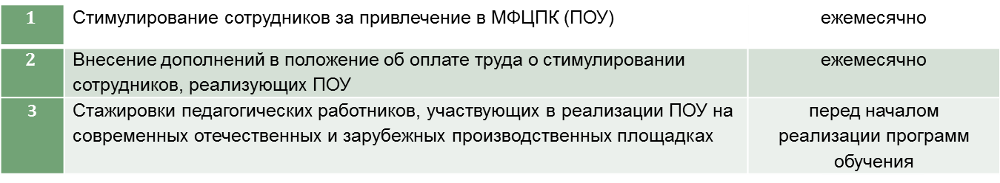 1 Стимулирование сотрудников за привлечение в МФЦПК (ПОУ) ежемесячно
2 Внесение дополнений в положение об оплате труда о стимулировании ежемесячно
сотрудников, реализующих ПОУ
3 Стажировки педагогических работников, участвующих в реализации ПОУ на перед началом
современных отечественных и зарубежных производственных площадках реализации программ
обучения